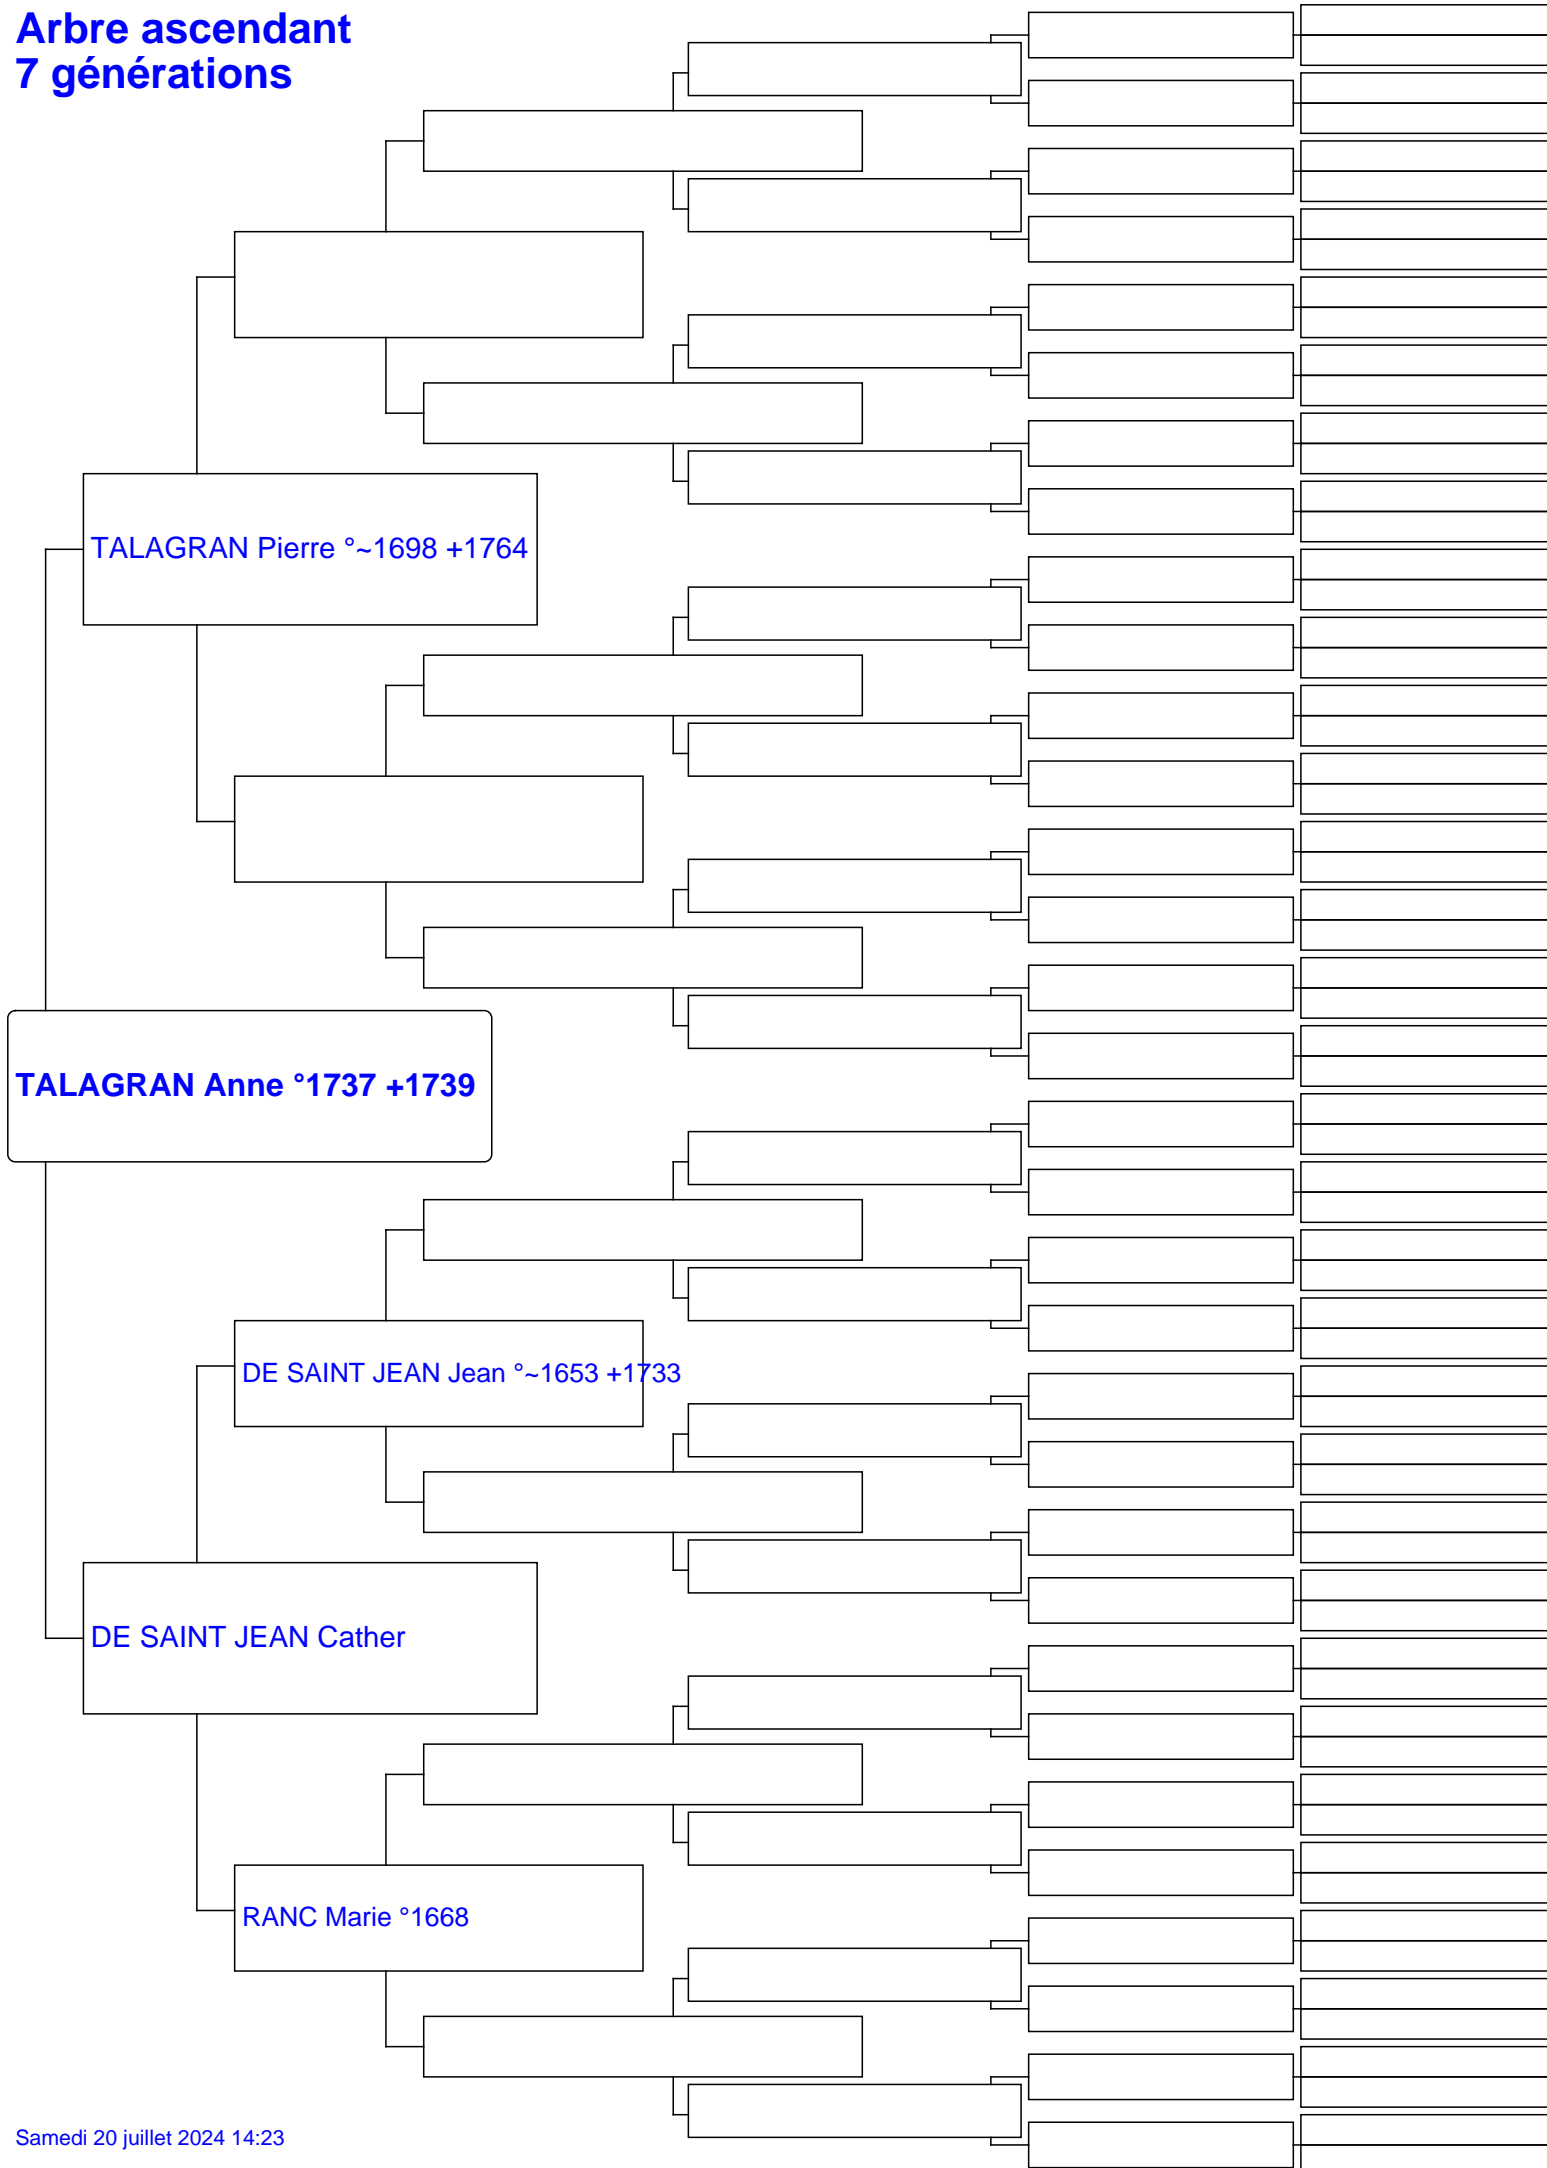 Arbre ascendant
7 générations
TALAGRAN Pierre °~1698 +1764
TALAGRAN Anne °1737 +1739
DE SAINT JEAN Jean °~1653 +1733
DE SAINT JEAN Cather
RANC Marie °1668
Samedi 20 juillet 2024 14:23